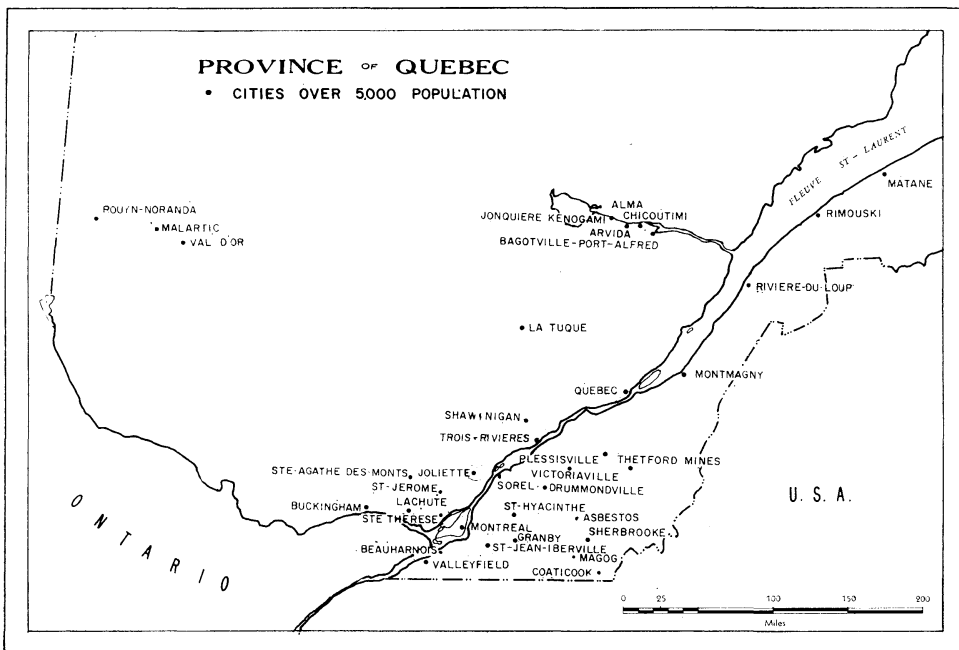 PROVINCE OF QUEBEC
• CITIES OVER 5,000 POPULATION
FLEUVE ST-LAURENT
MATANE
ROUYN-NORANDA
MALARTIC
VAL D'OR
ALMA
JONQUIERE KENOGAMI
CHICOUTIMI
ARVIDA
BAGOTVILLE-PORT-ALFRED
RIMOUSKI
RIVIERE-DU-LOUP
LA TUQUE
MONTMAGNY
QUEBEC
SHAWINIGAN
TROIS-RIVIERES
PLESSISVILLE
THETFORD MINES
STE-AGATHE-DES-MONTS
JOLIETTE
VICTORIAVILLE
ST-JEROME
SOREL
DRUMMONDVILLE
LACHUTE
BUCKINGHAM
STE THERESE
ST-HYACINTHE
ASBESTOS
MONTREAL
SHERBROOKE
GRANBY
BEAUHARNOIS
ST-JEAN-IBERVILLE
VALLEYFIELD
MAGOG
COATICOOK
ONTARIO
U.S.A.
0 25 100 150 200
Miles